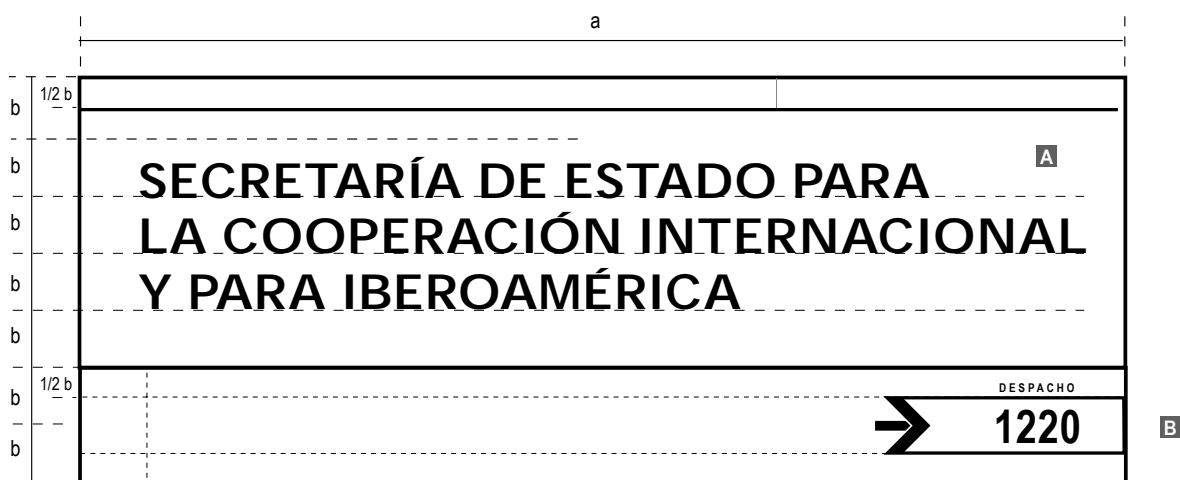 a
1/2 b
b
b
A
SECRETARÍA DE ESTADO PARA
b
LA COOPERACIÓN INTERNACIONAL
b
Y PARA IBEROAMÉRICA
b
1/2 b
DESPACHO
b
1220
B
b